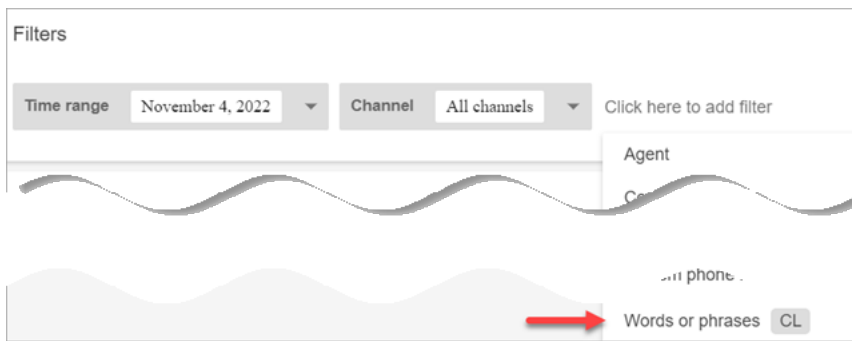 Filters
Time range November 4, 2022 Channel All channels Click here to add filter
Agent
phone
Words or phrases CL